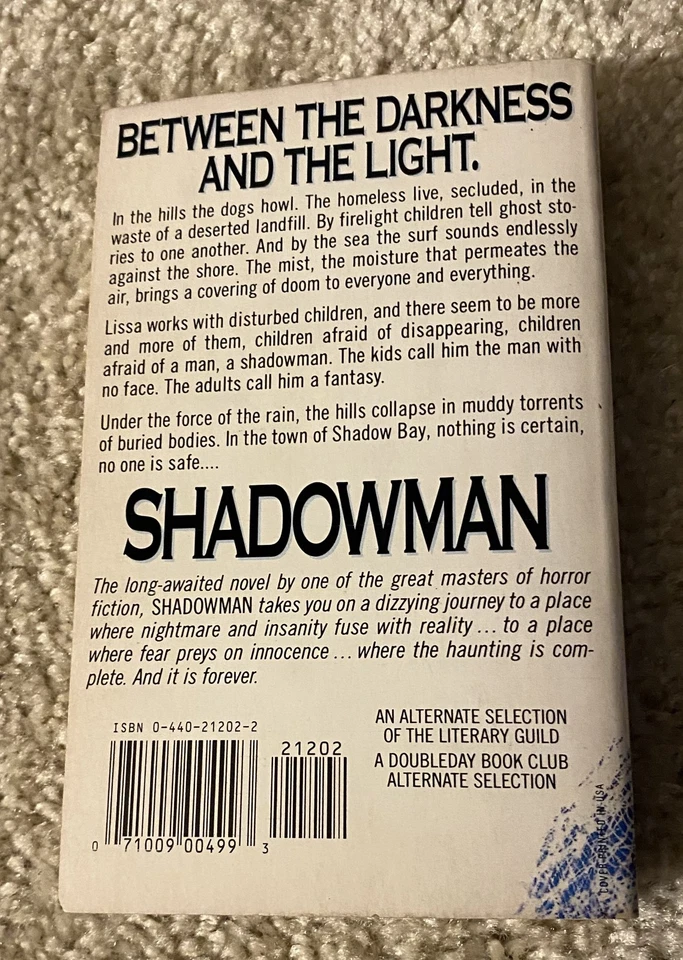 BETWEEN THE DARKNESS
AND THE LIGHT.
In the hills the dogs howl. The homeless live, secluded, in the
waste of a deserted landfill. By firelight children tell ghost sto-
ries to one another. And by the sea the surf sounds endlessly
against the shore. The mist, the moisture that permeates the
air, brings a covering of doom to everyone and everything.
Lissa works with disturbed children, and there seem to be more
and more of them, children afraid of disappearing, children
afraid of a man, a shadowman. The kids call him the man with
no face. The adults call him a fantasy.
Under the force of the rain, the hills collapse in muddy torrents
of buried bodies. In the town of Shadow Bay, nothing is certain,
no one is safe....
SHADOWMAN
The long-awaited novel by one of the great masters of horror
fiction, SHADOWMAN takes you on a dizzying journey to a place
where nightmare and insanity fuse with reality ... to a place
where fear preys on innocence ... where the haunting is com-
plete. And it is forever.
ISBN 0-440-21202-2
21202
0 71009 00499 3
AN ALTERNATE SELECTION
OF THE LITERARY GUILD
A DOUBLEDAY BOOK CLUB
ALTERNATE SELECTION
COVER PRINTED IN USA